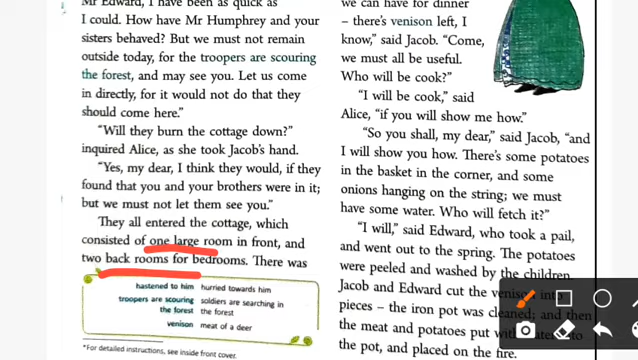 Mr Edward, I have been as quick as
I could. How have Mr Humphrey and your
sisters behaved? But we must not remain
outside today, for the troopers are scouring
the forest, and may see you. Let us come
in directly, for it would not do that they
should come here."
"Will they burn the cottage down?"
inquired Alice, as she took Jacob's hand.
"Yes, my dear, I think they would, if they
found that you and your brothers were in it;
but we must not let them see you."
They all entered the cottage, which
consisted of one large room in front, and
two back rooms for bedrooms. There was
hastened to him hurried towards him
troopers are scouring soldiers are searching in
the forest the forest
venison meat of a deer
*For detailed instructions, see inside front cover.
we can have for dinner
– there's venison left, I
know," said Jacob. "Come,
we must all be useful.
Who will be cook?"
"I will be cook," said
Alice, "if you will show me how."
"So you shall, my dear," said Jacob, "and
I will show you how. There's some potatoes
in the basket in the corner, and some
onions hanging on the string; we must
have some water. Who will fetch it?"
"I will," said Edward, who took a pail,
and went out to the spring. The potatoes
were peeled and washed by the children
Jacob and Edward cut the venison into
pieces – the iron pot was cleaned; and then
the meat and potatoes put with water into
the pot, and placed on the fire.